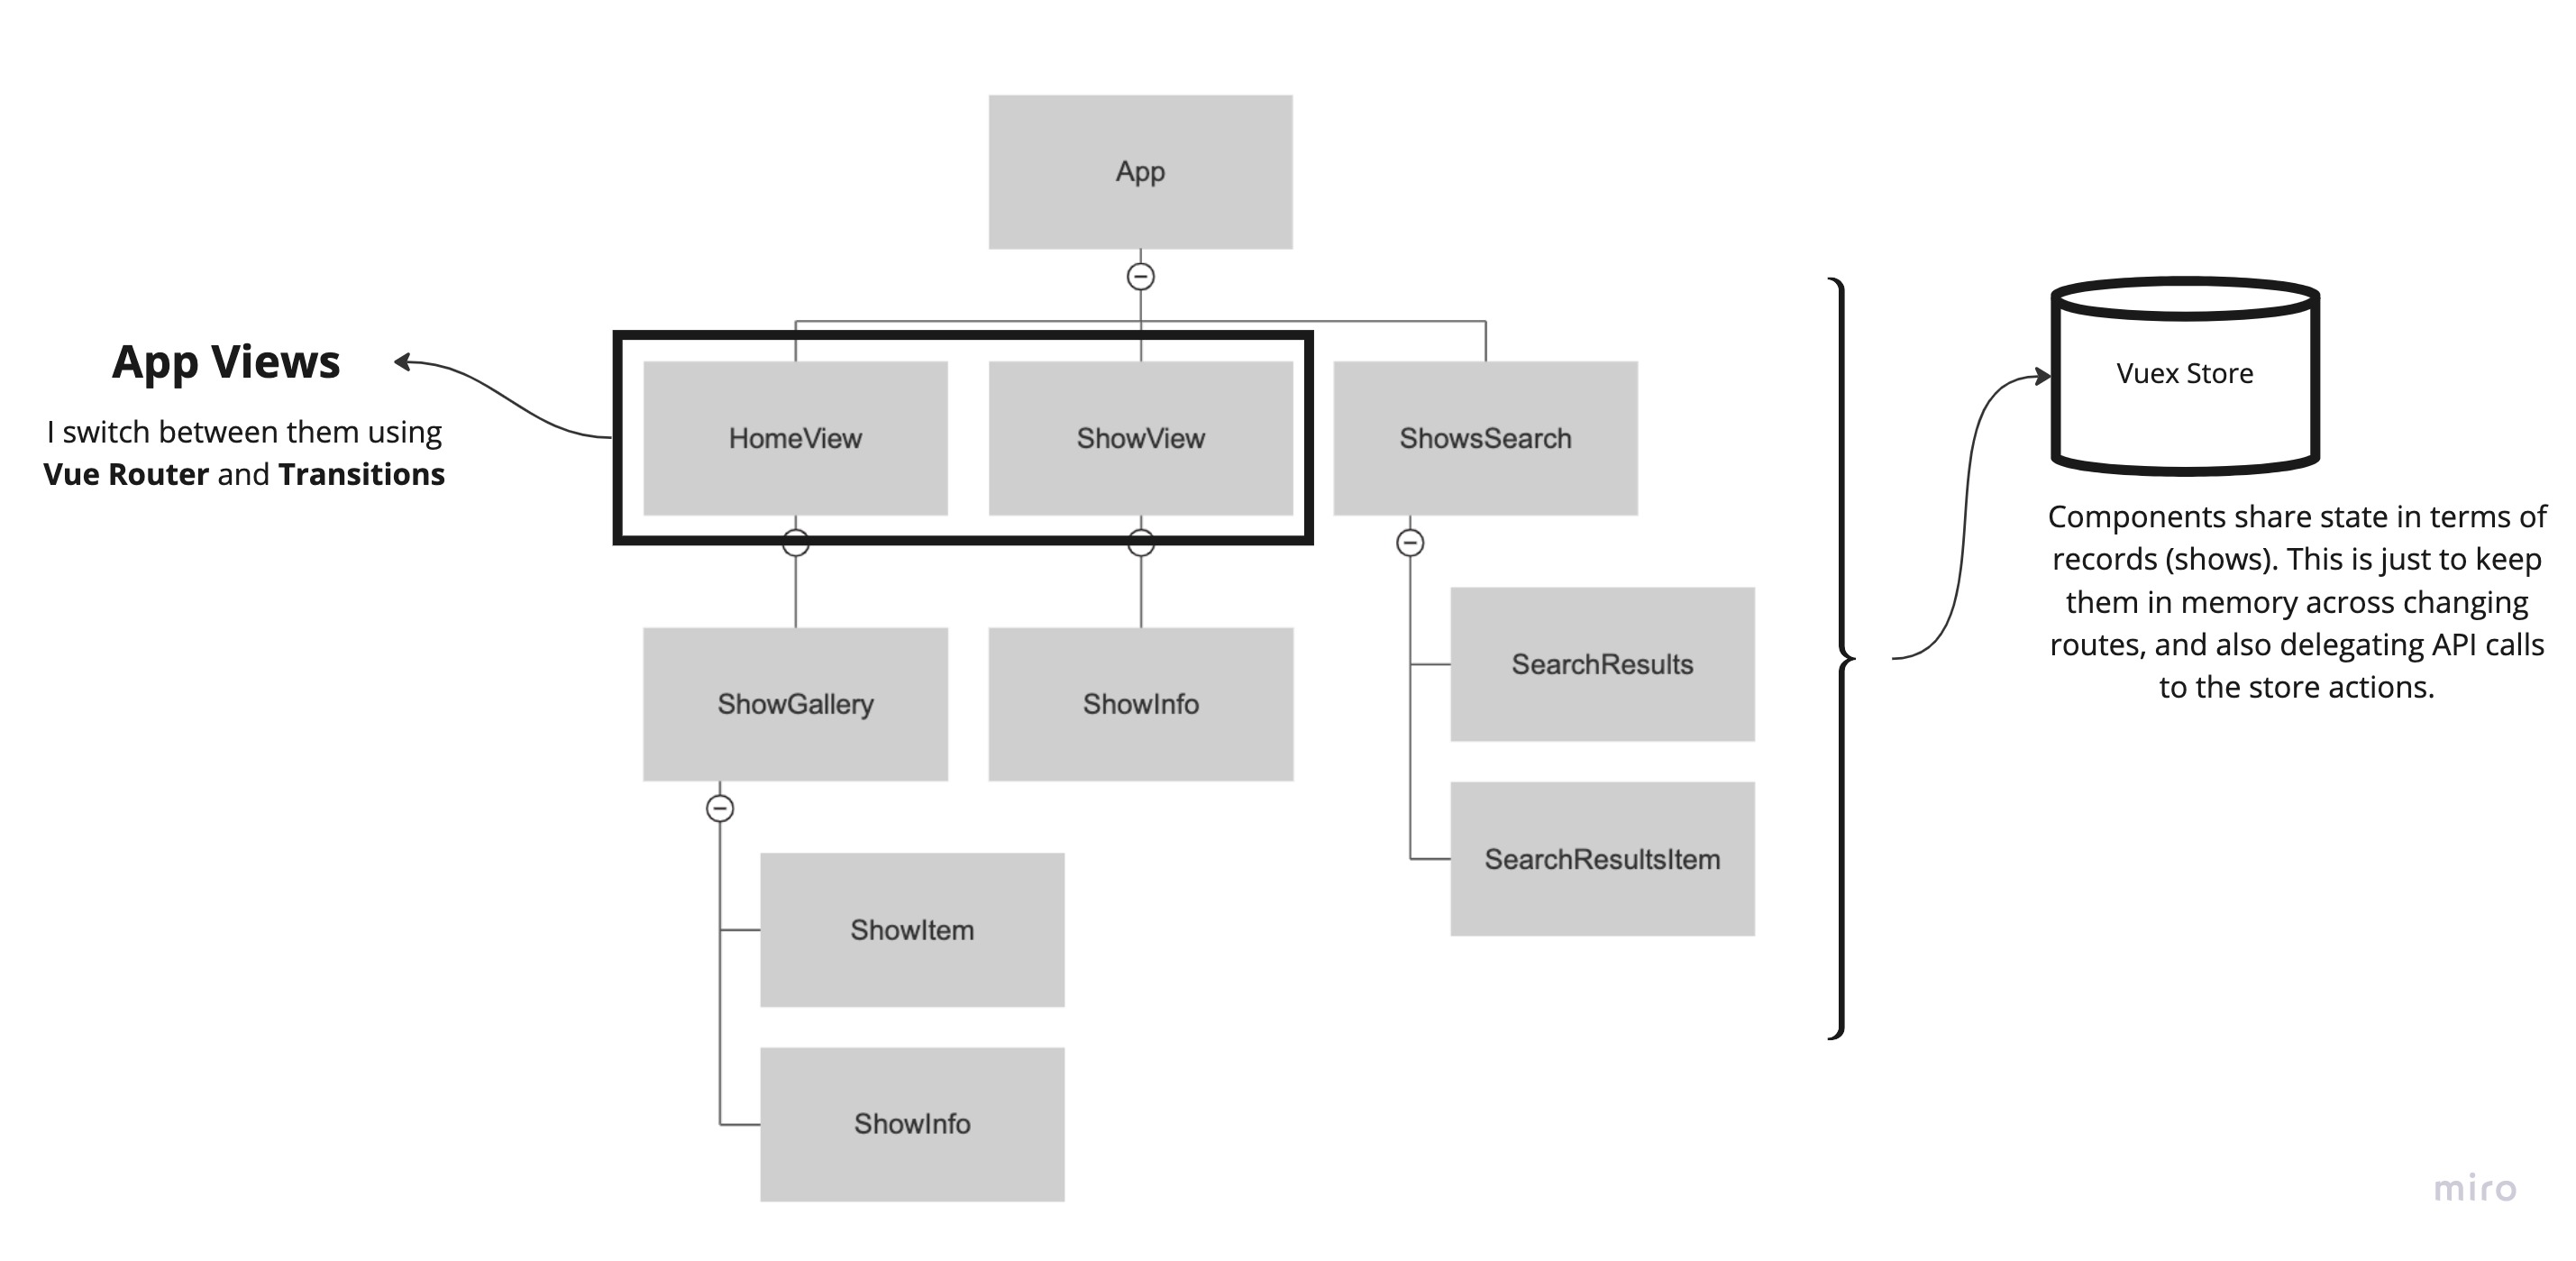 App
App Views
I switch between them using
Vue Router and Transitions
HomeView
ShowView
ShowsSearch
Vuex Store
Components share state in terms of
records (shows). This is just to keep
them in memory across changing
routes, and also delegating API calls
to the store actions.
ShowGallery
ShowInfo
SearchResults
SearchResultsItem
ShowItem
ShowInfo
miro